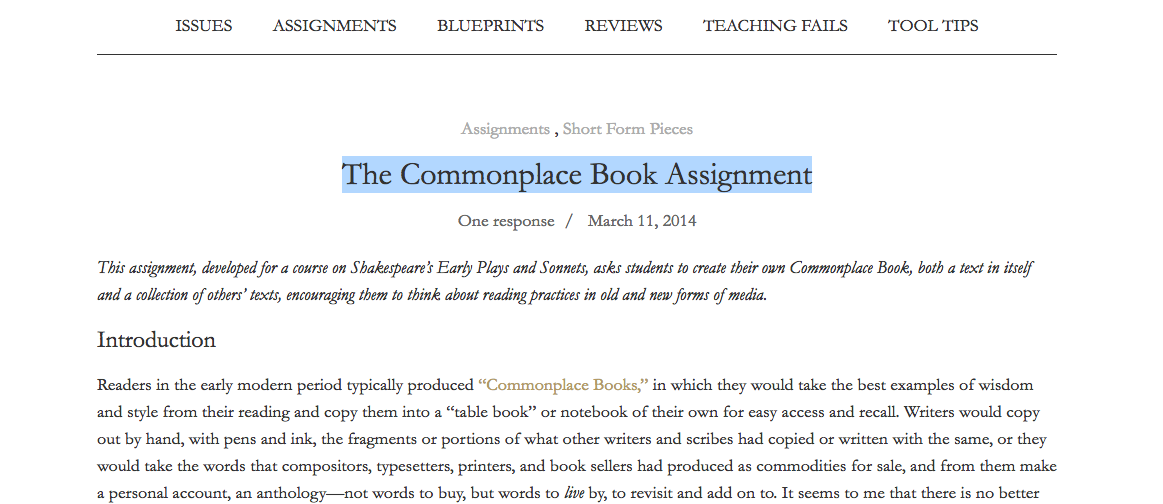 ISSUES ASSIGNMENTS BLUEPRINTS REVIEWS TEACHING FAILS TOOL TIPS
Assignments , Short Form Pieces
The Commonplace Book Assignment
One response / March 11, 2014
This assignment, developed for a course on Shakespeare's Early Plays and Sonnets, asks students to create their own Commonplace Book, both a text in itself
and a collection of others' texts, encouraging them to think about reading practices in old and new forms of media.
Introduction
Readers in the early modern period typically produced “Commonplace Books,” in which they would take the best examples of wisdom
and style from their reading and copy them into a “table book” or notebook of their own for easy access and recall. Writers would copy
out by hand, with pens and ink, the fragments or portions of what other writers and scribes had copied or written with the same, or they
would take the words that compositors, typesetters, printers, and book sellers had produced as commodities for sale, and from them make
a personal account, an anthology—not words to buy, but words to live by, to revisit and add on to. It seems to me that there is no better